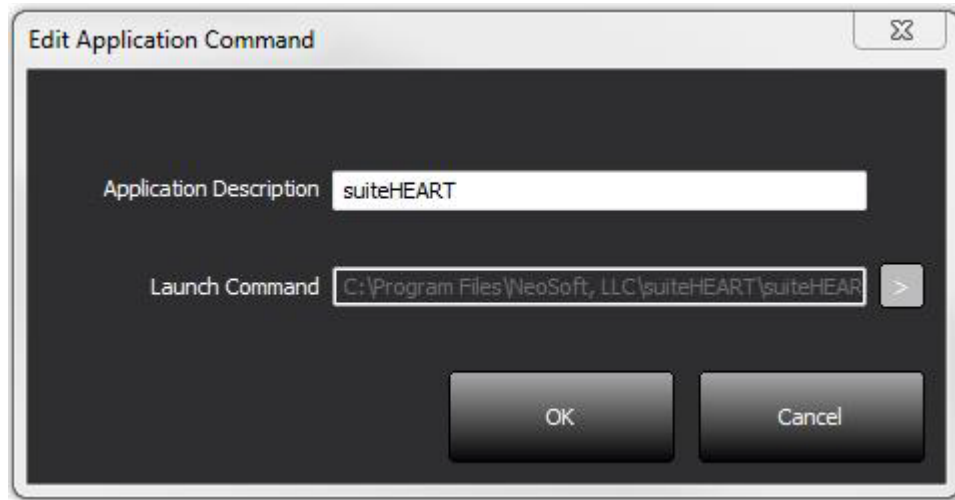 Edit Application Command
Application Description suiteHEART
Launch Command C:\Program Files\NeoSoft, LLC\suiteHEART\suiteHEAR >
OK Cancel